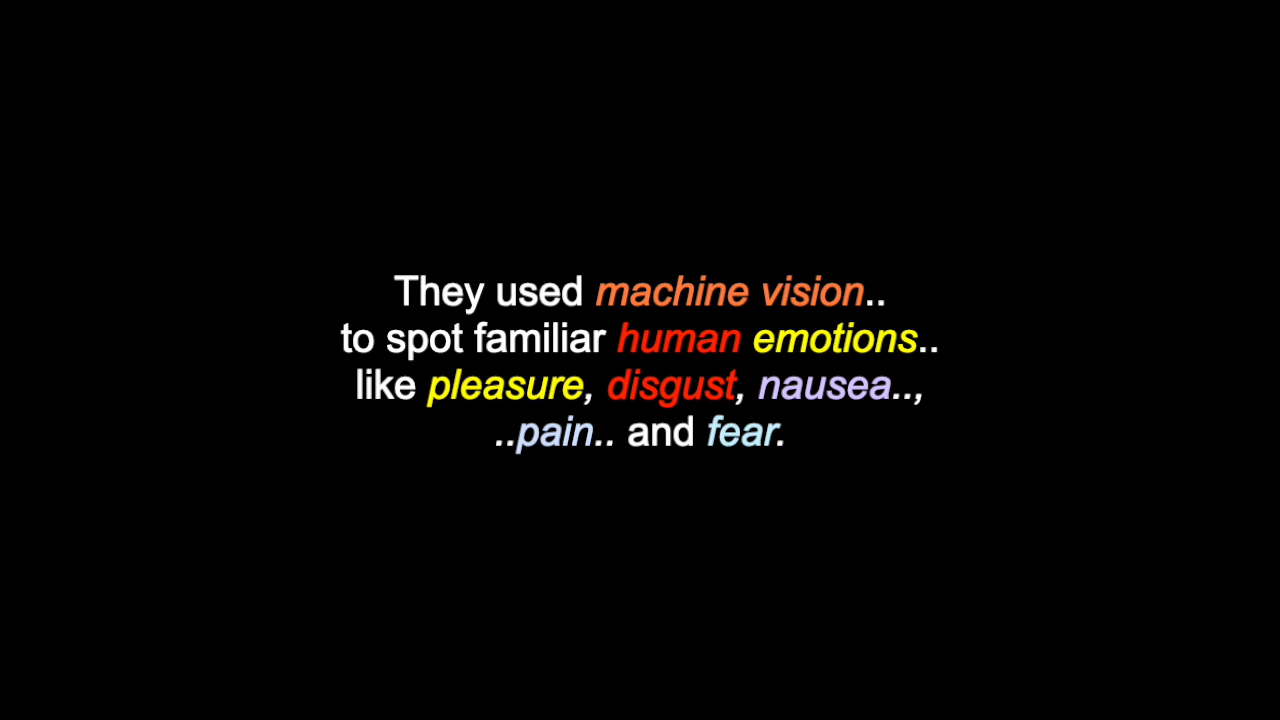 They used machine vision..
to spot familiar human emotions..
like pleasure, disgust, nausea..,
..pain.. and fear.